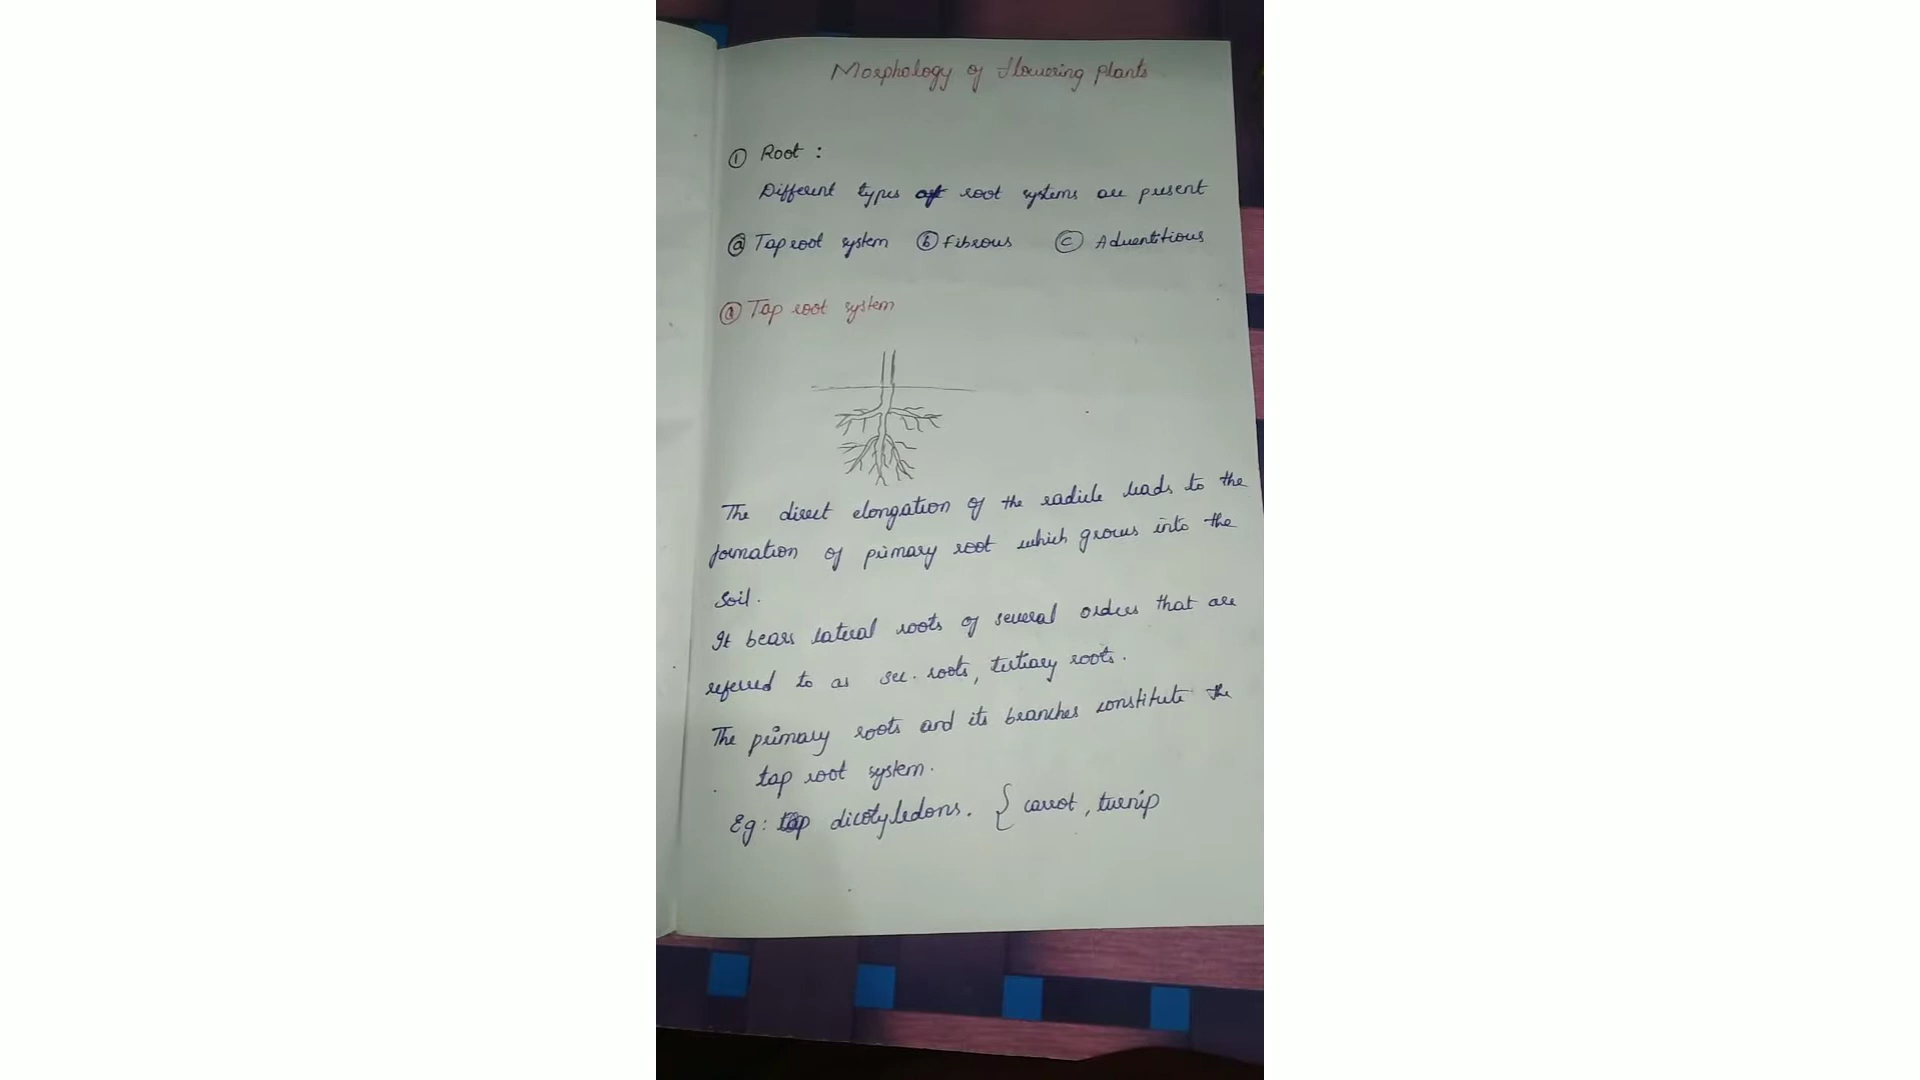 Morphology of flowering plants
① Root :
Different types of root systems are present
ⓐ Tap root system ⓑ Fibrous ⓒ Adventitious
ⓐ Tap root system
The direct elongation of the radicle leads to the
formation of primary root which grows into the
soil.
It bears lateral roots of several orders that are
referred to as sec. roots, tertiary roots.
The primary roots and its branches constitute the
tap root system.
Eg: dicotyledons. { carrot, turnip